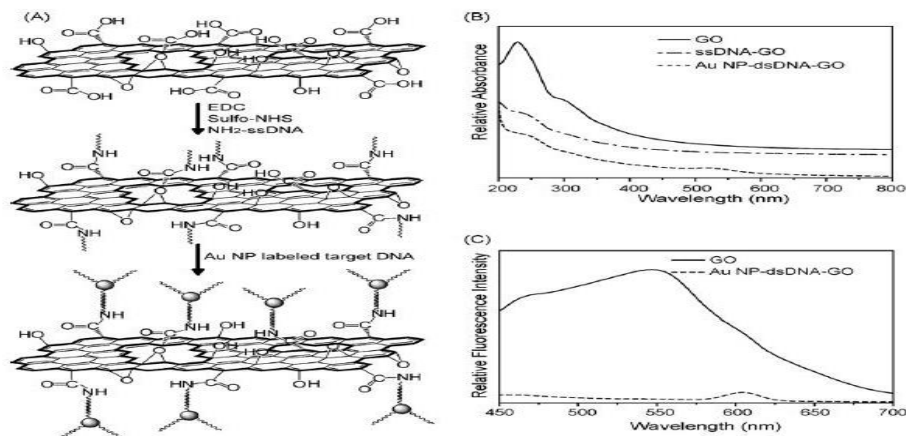 (A)
EDC
Sulfo-NHS
NH2-ssDNA
Au NP labeled target DNA
(B)
GO
ssDNA-GO
Au NP-dsDNA-GO
Relative Absorbance
200 300 400 500 600 700 800
Wavelength (nm)
(C)
GO
Au NP-dsDNA-GO
Relative Fluorescence Intensity
450 500 550 600 650 700
Wavelength (nm)